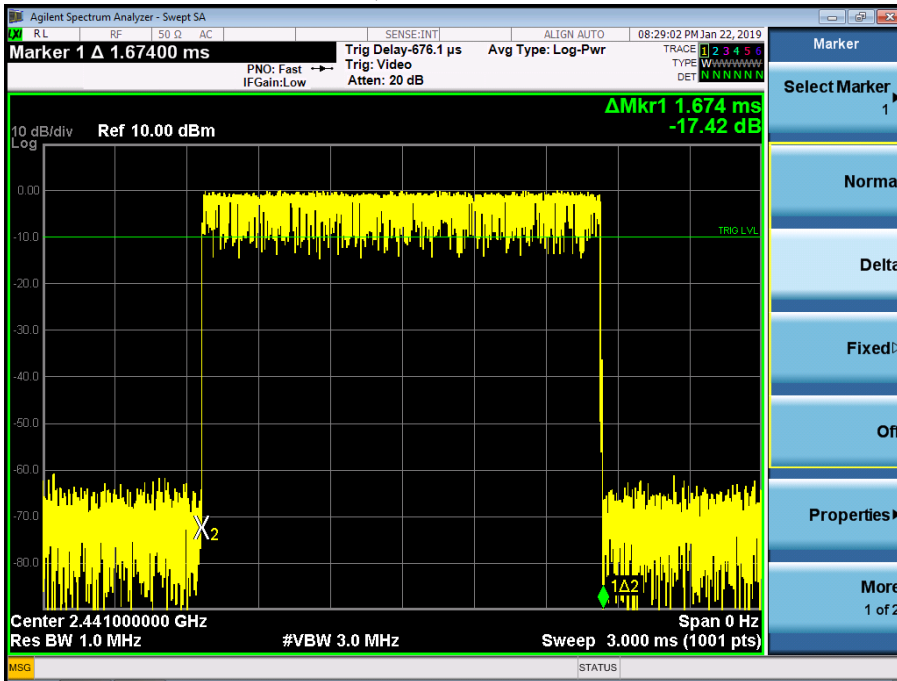 Agilent Spectrum Analyzer - Swept SA
LXI RL RF 50 Ω AC SENSE:INT ALIGN AUTO 08:29:02 PM Jan 22, 2019
Marker 1 Δ 1.67400 ms
PNO: Fast
IFGain:Low
Trig Delay-676.1 µs
Trig: Video
Atten: 20 dB
Avg Type: Log-Pwr
TRACE 1 2 3 4 5 6
TYPE WWWWWW
DET N N N N N N
ΔMkr1 1.674 ms
-17.42 dB
10 dB/div Ref 10.00 dBm
Log
0.00
-10.0
TRIG LVL
-20.0
-30.0
-40.0
-50.0
-60.0
-70.0
-80.0
2
1Δ2
Center 2.441000000 GHz Span 0 Hz
Res BW 1.0 MHz #VBW 3.0 MHz Sweep 3.000 ms (1001 pts)
MSG STATUS
Marker
Select Marker
1
Norma
Delta
Fixed
Of
Properties
More
1 of 2